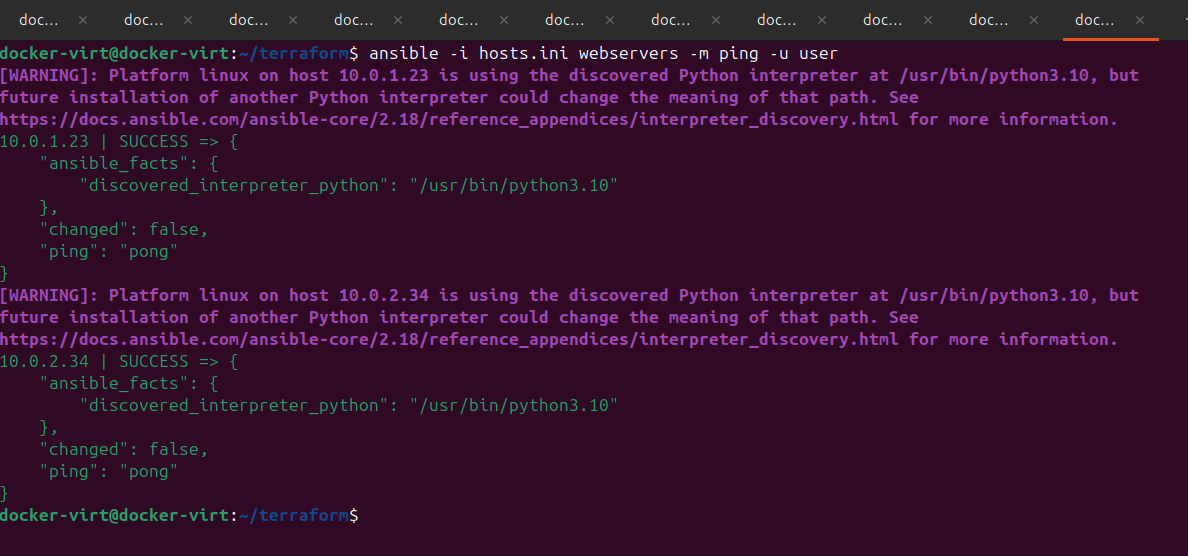 doc... × doc... × doc... × doc... × doc... × doc... × doc... × doc... × doc... × doc... × doc... ×
docker-virt@docker-virt:~/terraform$ ansible -i hosts.ini webservers -m ping -u user
[WARNING]: Platform linux on host 10.0.1.23 is using the discovered Python interpreter at /usr/bin/python3.10, but
future installation of another Python interpreter could change the meaning of that path. See
https://docs.ansible.com/ansible-core/2.18/reference_appendices/interpreter_discovery.html for more information.
10.0.1.23 | SUCCESS => {
    "ansible_facts": {
        "discovered_interpreter_python": "/usr/bin/python3.10"
    },
    "changed": false,
    "ping": "pong"
}
[WARNING]: Platform linux on host 10.0.2.34 is using the discovered Python interpreter at /usr/bin/python3.10, but
future installation of another Python interpreter could change the meaning of that path. See
https://docs.ansible.com/ansible-core/2.18/reference_appendices/interpreter_discovery.html for more information.
10.0.2.34 | SUCCESS => {
    "ansible_facts": {
        "discovered_interpreter_python": "/usr/bin/python3.10"
    },
    "changed": false,
    "ping": "pong"
}
docker-virt@docker-virt:~/terraform$